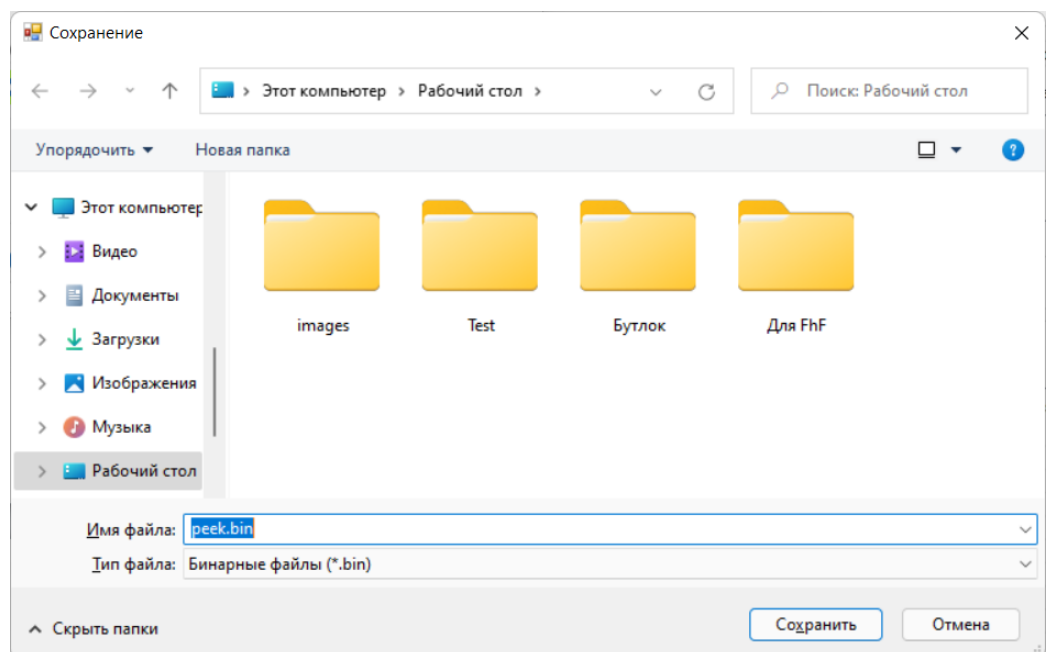 Сохранение
Этот компьютер > Рабочий стол >
Поиск: Рабочий стол
Упорядочить
Новая папка
Этот компьютер
Видео
Документы
Загрузки
Изображения
Музыка
Рабочий стол
images
Test
Бутлок
Для FhF
Имя файла: peek.bin
Тип файла: Бинарные файлы (*.bin)
Скрыть папки
Сохранить
Отмена